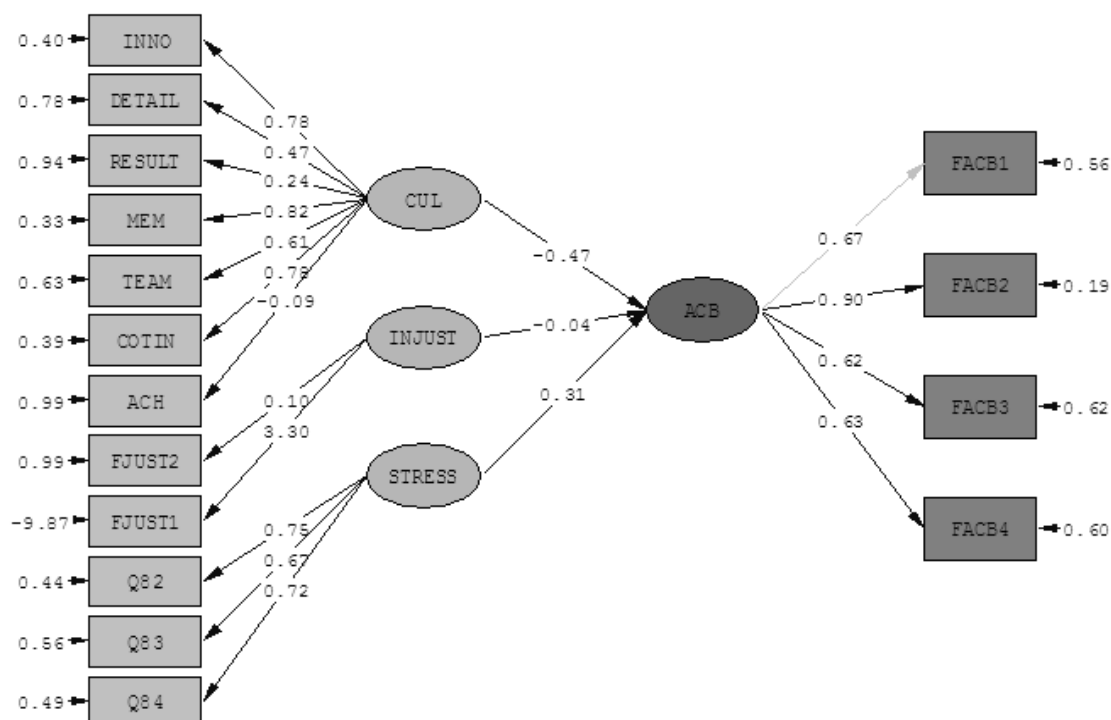 0.40 INNO
0.78 DETAIL
0.94 RESULT
0.33 MEM
0.63 TEAM
0.39 COTIN
0.99 ACH
0.99 FJUST2
-9.87 FJUST1
0.44 Q82
0.56 Q83
0.49 Q84
0.78
0.47
0.24
0.82
0.61
0.78
-0.09
0.10
3.30
0.75
0.67
0.72
CUL
INJUST
STRESS
-0.47
-0.04
0.31
ACB
0.67
0.90
0.62
0.63
FACB1 0.56
FACB2 0.19
FACB3 0.62
FACB4 0.60